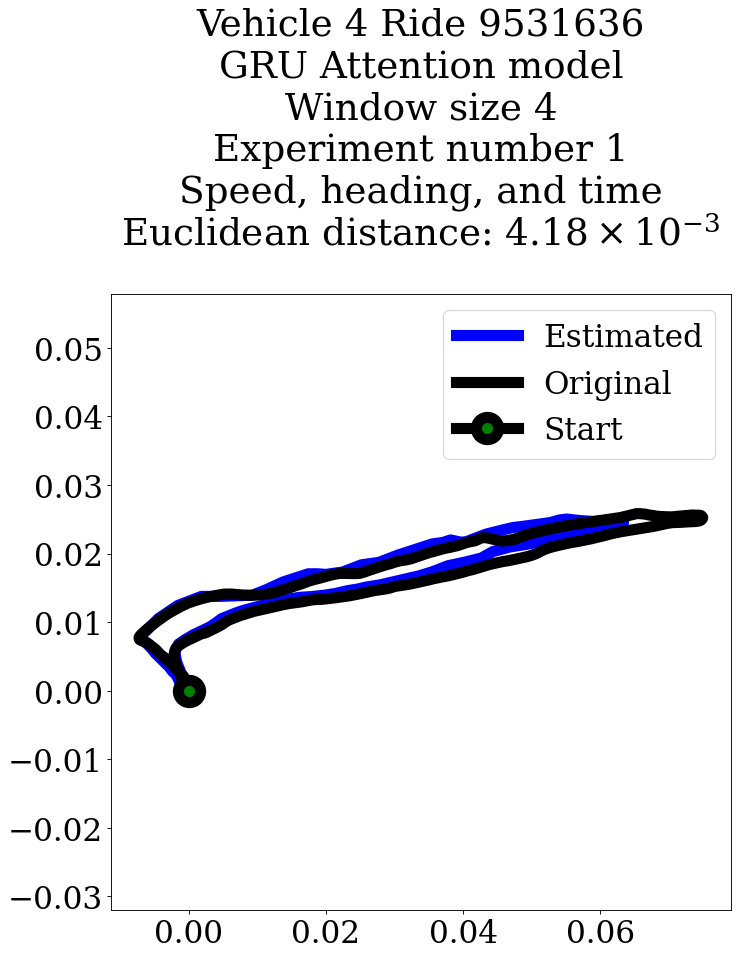 Vehicle 4 Ride 9531636
GRU Attention model
Window size 4
Experiment number 1
Speed, heading, and time
Euclidean distance: 4.18 × 10⁻³
Estimated
Original
Start
0.05
0.04
0.03
0.02
0.01
0.00
−0.01
−0.02
−0.03
0.00 0.02 0.04 0.06